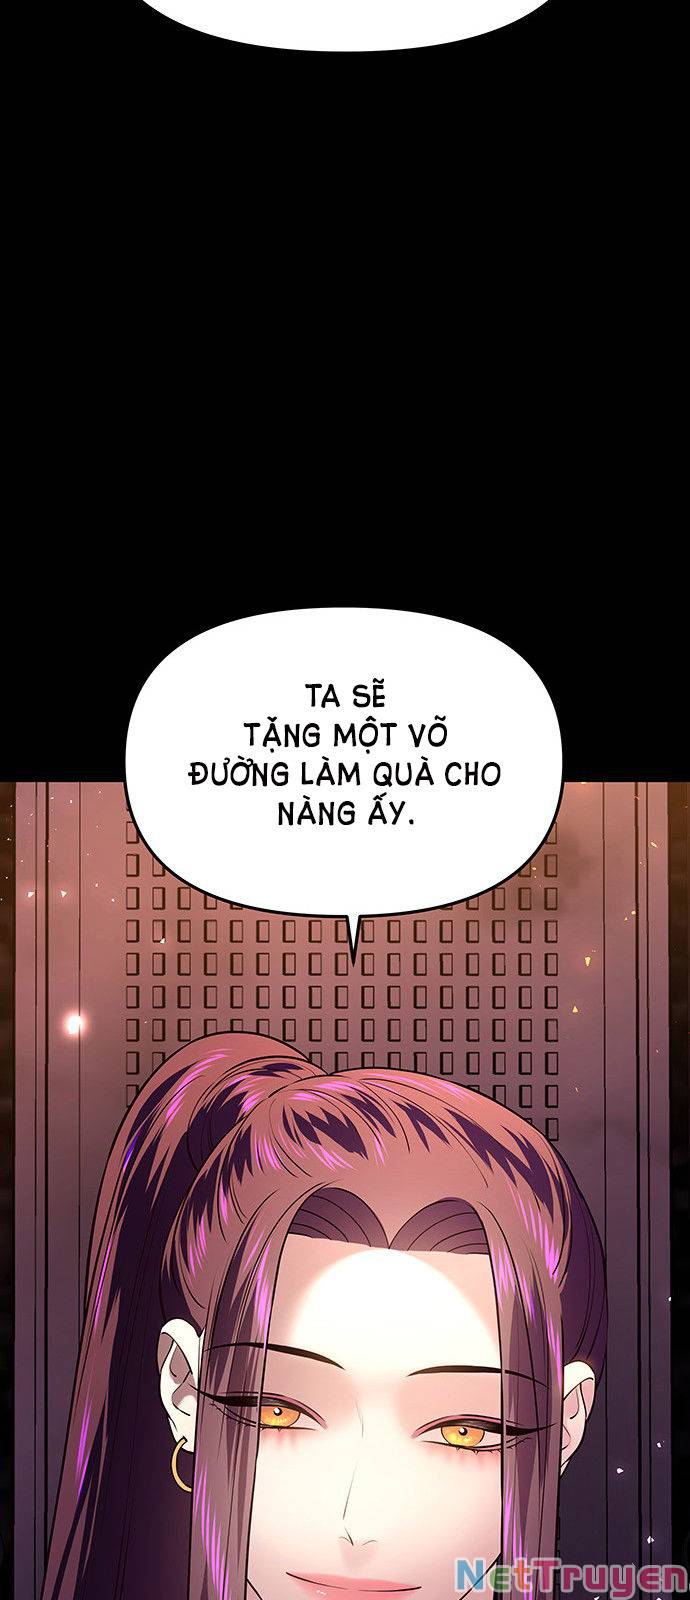 TA SẼ
TẶNG MỘT VÕ
ĐƯỜNG LÀM QUÀ CHO
NÀNG ẤY.
NetTruyen